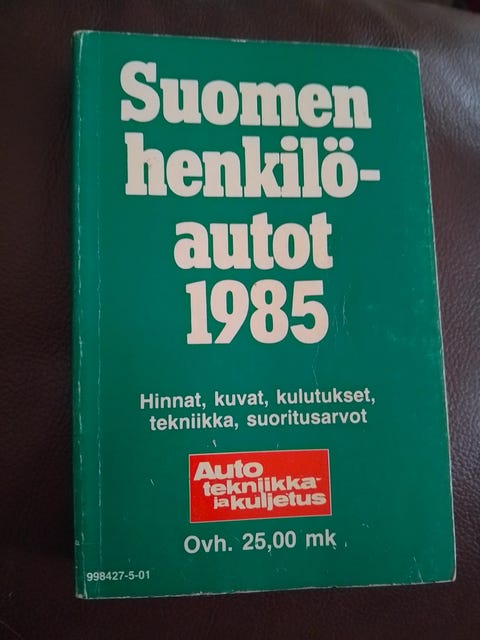 Suomen
henkilö-
autot
1985
Hinnat, kuvat, kulutukset,
tekniikka, suoritusarvot
Auto
tekniikka-
ja kuljetus
Ovh. 25,00 mk
998427-5-01